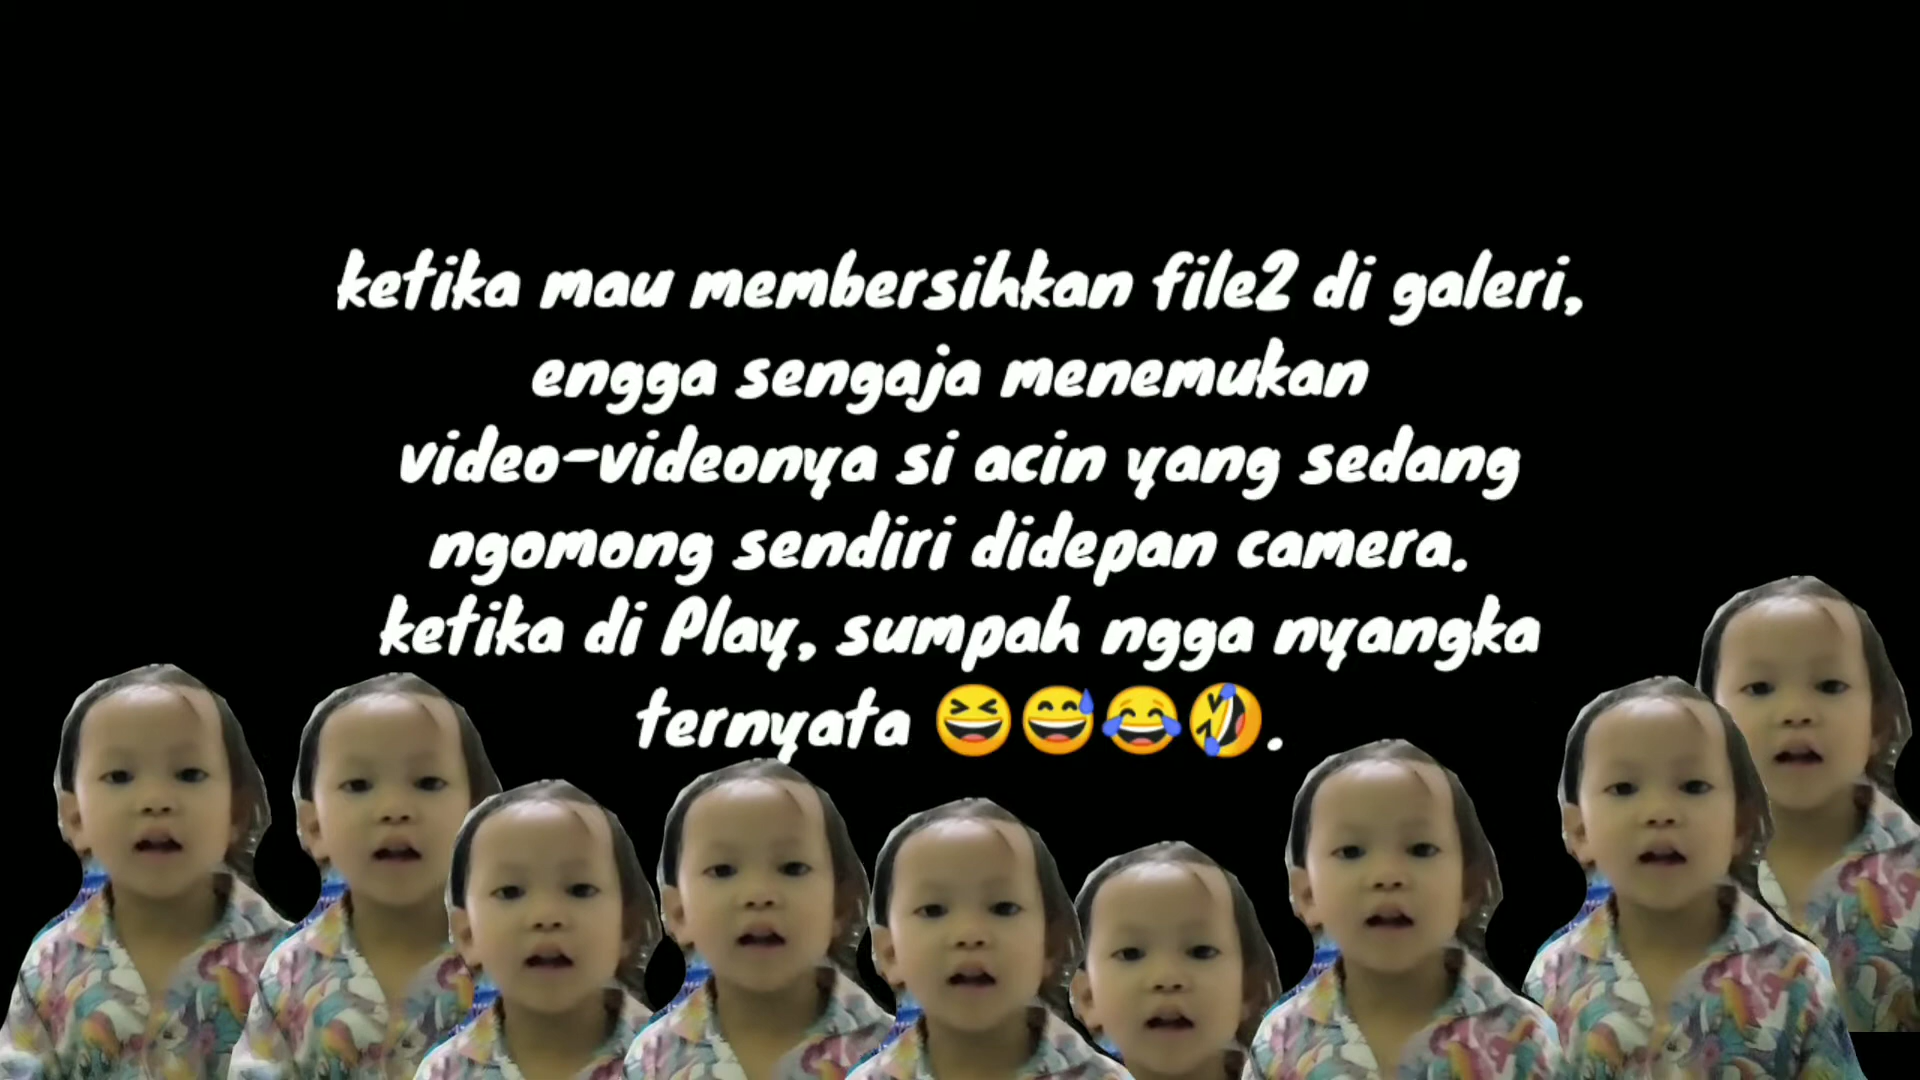 ketika mau membersihkan file2 di galeri,
engga sengaja menemukan
video-videonya si acin yang sedang
ngomong sendiri didepan camera.
ketika di Play, sumpah ngga nyangka
ternyata 😆😅😂🤣.